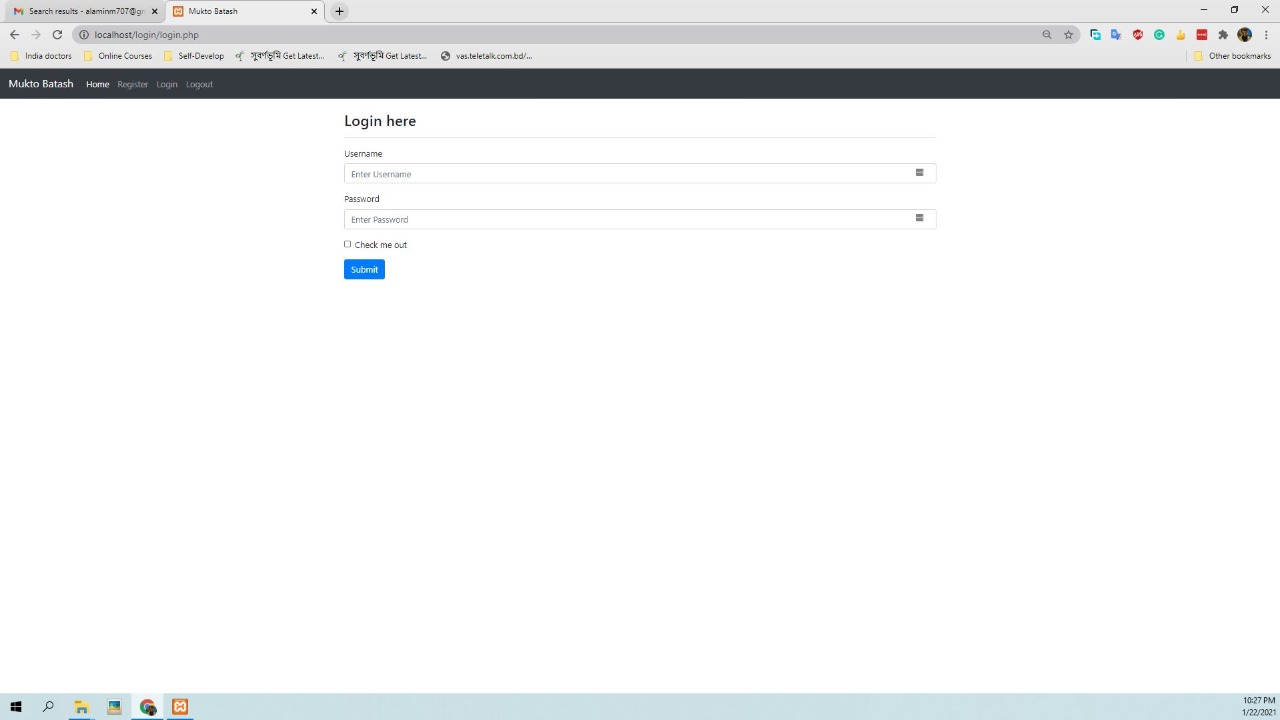 Search results - alaminm707@g
Mukto Batash
localhost/login/login.php
India doctors
Online Courses
Self-Develop
সুবর্ণভূমি Get Latest...
সুবর্ণভূমি Get Latest...
vas.teletalk.com.bd/...
Other bookmarks
Mukto Batash
Home
Register
Login
Logout
Login here
Username
Enter Username
Password
Enter Password
Check me out
Submit
10:27 PM
1/22/2021